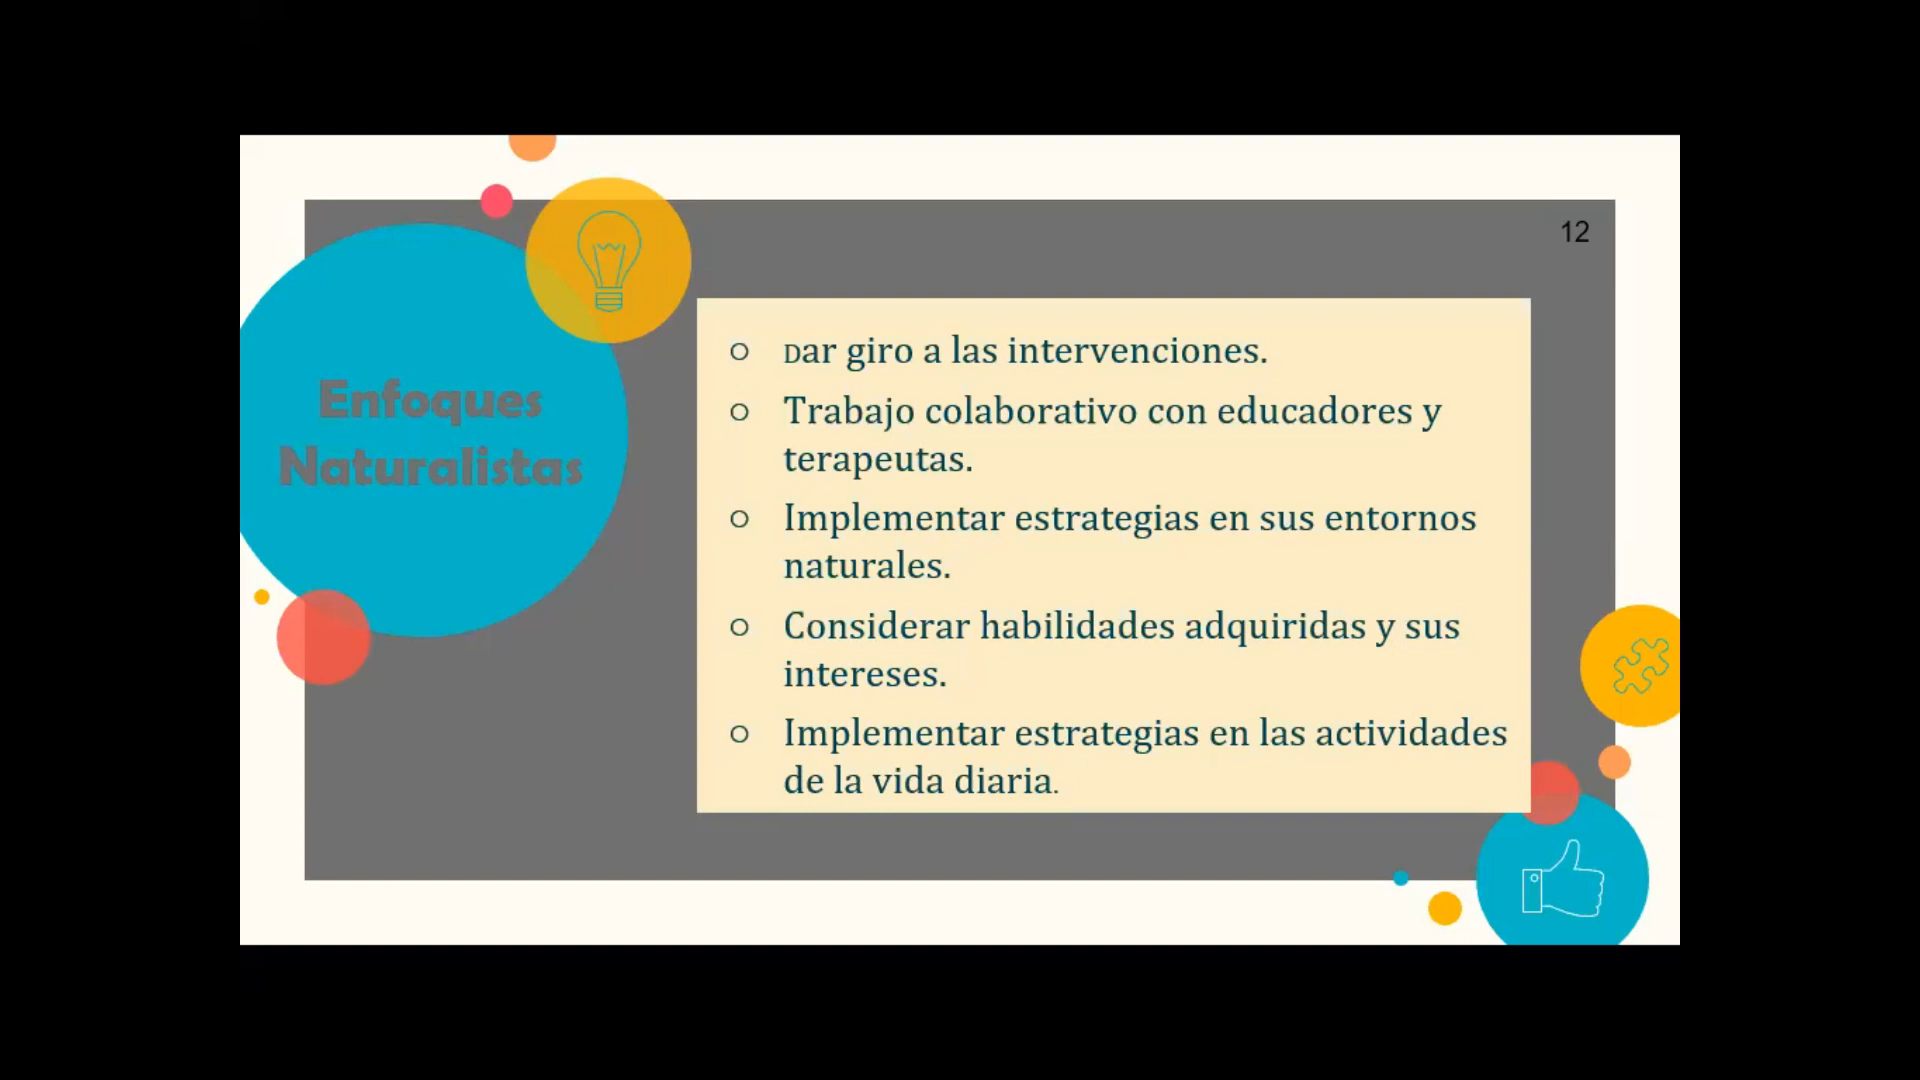 12
Enfoques
Naturalistas
○ Dar giro a las intervenciones.
○ Trabajo colaborativo con educadores y
terapeutas.
○ Implementar estrategias en sus entornos
naturales.
○ Considerar habilidades adquiridas y sus
intereses.
○ Implementar estrategias en las actividades
de la vida diaria.